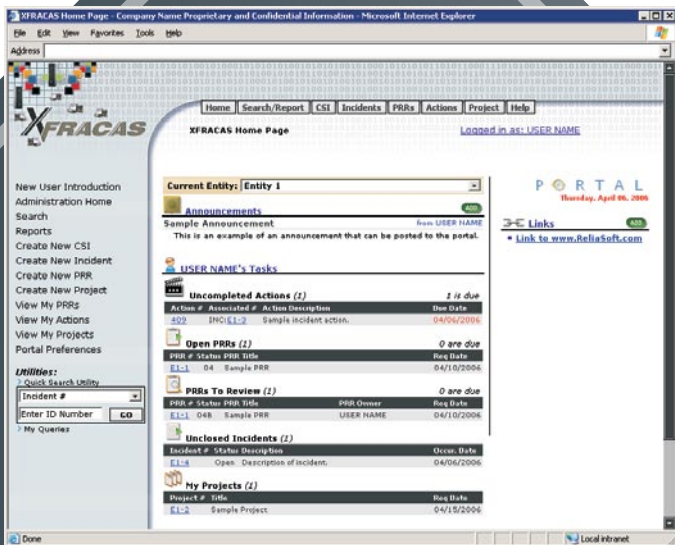 XFRACAS Home Page - Company Name Proprietary and Confidential Information - Microsoft Internet Explorer
File Edit View Favorites Tools Help
Address
XFRACAS
Home Search/Report CSI Incidents PRRs Actions Project Help
XFRACAS Home Page
Logged in as: USER NAME
New User Introduction
Administration Home
Search
Reports
Create New CSI
Create New Incident
Create New PRR
Create New Project
View My PRRs
View My Actions
View My Projects
Portal Preferences
Utilities:
Quick Search Utility
Incident #
Enter ID Number GO
My Queries
Current Entity: Entity 1
Announcements ADD
Sample Announcement from USER NAME
This is an example of an announcement that can be posted to the portal.
USER NAME's Tasks
Uncompleted Actions (1) 1 is due
Action # Associated # Action Description Due Date
409 INC:E1-2 Sample incident action. 04/06/2006
Open PRRs (1) 0 are due
PRR # Status PRR Title Req Date
E1-1 04 Sample PRR 04/10/2006
PRRs To Review (1) 0 are due
PRR # Status PRR Title PRR Owner Req Date
E1-1 04B Sample PRR USER NAME 04/10/2006
Unclosed Incidents (1)
Incident # Status Description Occur. Date
E1-4 Open Description of incident. 04/06/2006
My Projects (1)
Project # Title Req Date
E1-2 Sample Project 04/15/2006
PORTAL
Thursday, April 06, 2006
Links ADD
Link to www.ReliaSoft.com
Done
Local intranet